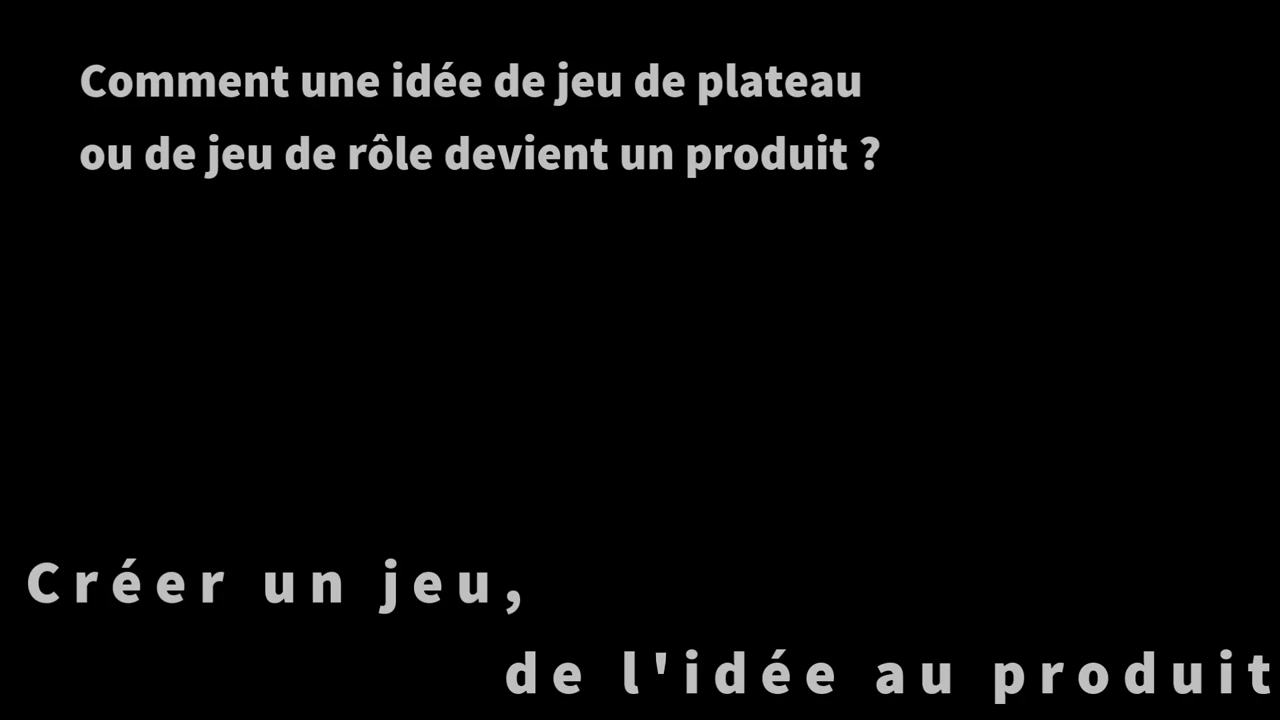 Comment une idée de jeu de plateau
ou de jeu de rôle devient un produit ?
Créer un jeu,
de l'idée au produit